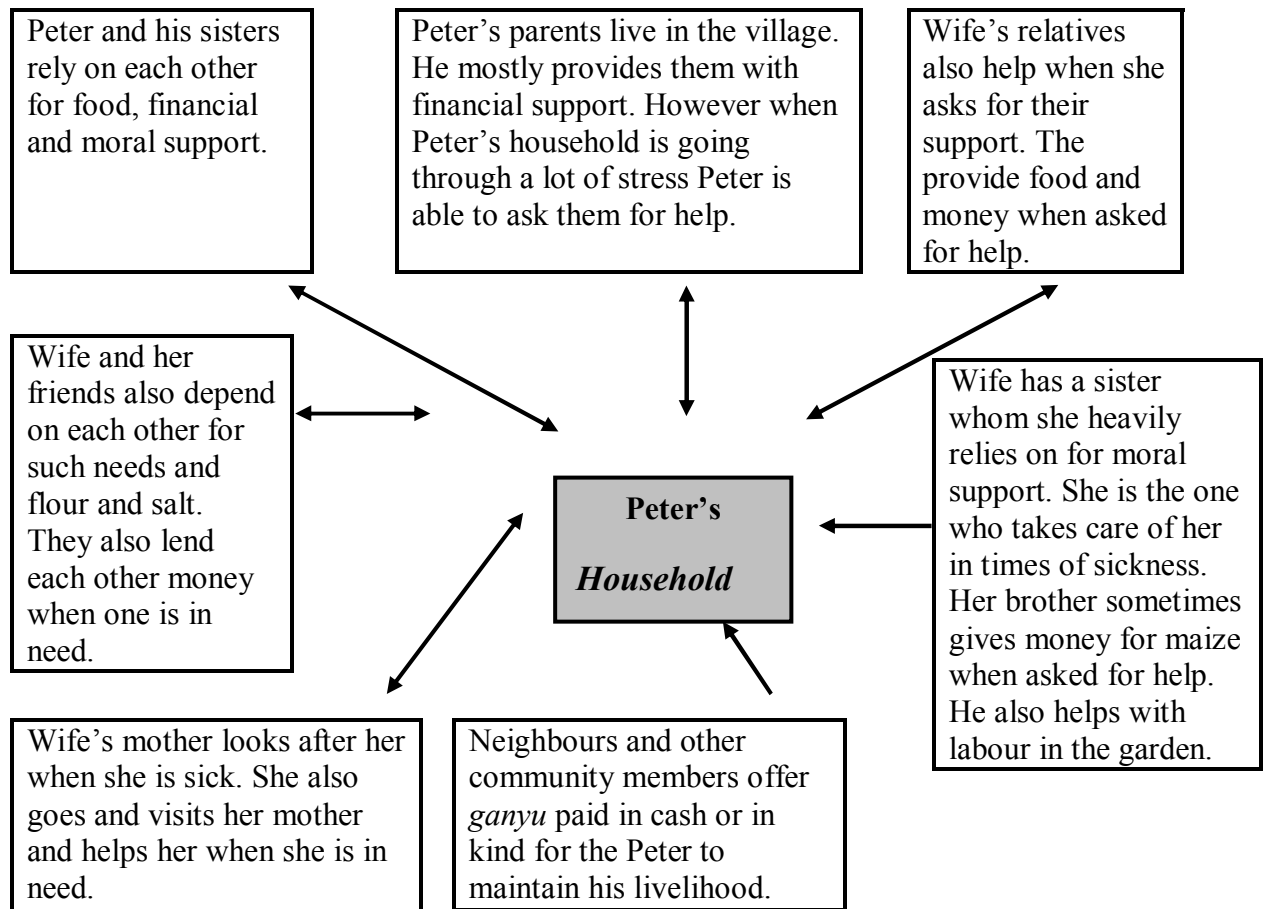 Peter and his sisters
rely on each other
for food, financial
and moral support.
Peter’s parents live in the village.
He mostly provides them with
financial support. However when
Peter’s household is going
through a lot of stress Peter is
able to ask them for help.
Wife’s relatives
also help when she
asks for their
support. The
provide food and
money when asked
for help.
Wife and her
friends also depend
on each other for
such needs and
flour and salt.
They also lend
each other money
when one is in
need.
Peter’s
Household
Wife has a sister
whom she heavily
relies on for moral
support. She is the one
who takes care of her
in times of sickness.
Her brother sometimes
gives money for maize
when asked for help.
He also helps with
labour in the garden.
Wife’s mother looks after her
when she is sick. She also
goes and visits her mother
and helps her when she is in
need.
Neighbours and other
community members offer
ganyu paid in cash or in
kind for the Peter to
maintain his livelihood.